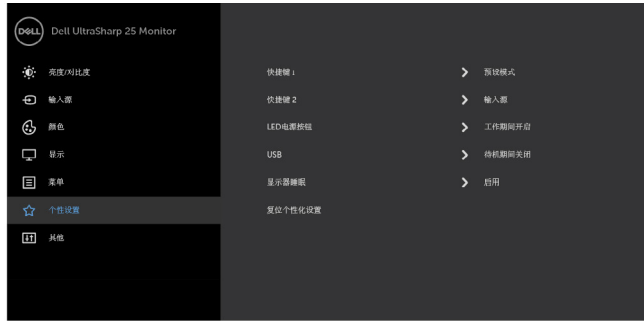 DELL Dell UltraSharp 25 Monitor
亮度/对比度
快捷键 1
预设模式
输入源
快捷键 2
输入源
颜色
LED电源按钮
工作期间开启
显示
USB
待机期间关闭
菜单
显示器睡眠
启用
个性设置
复位个性化设置
其他